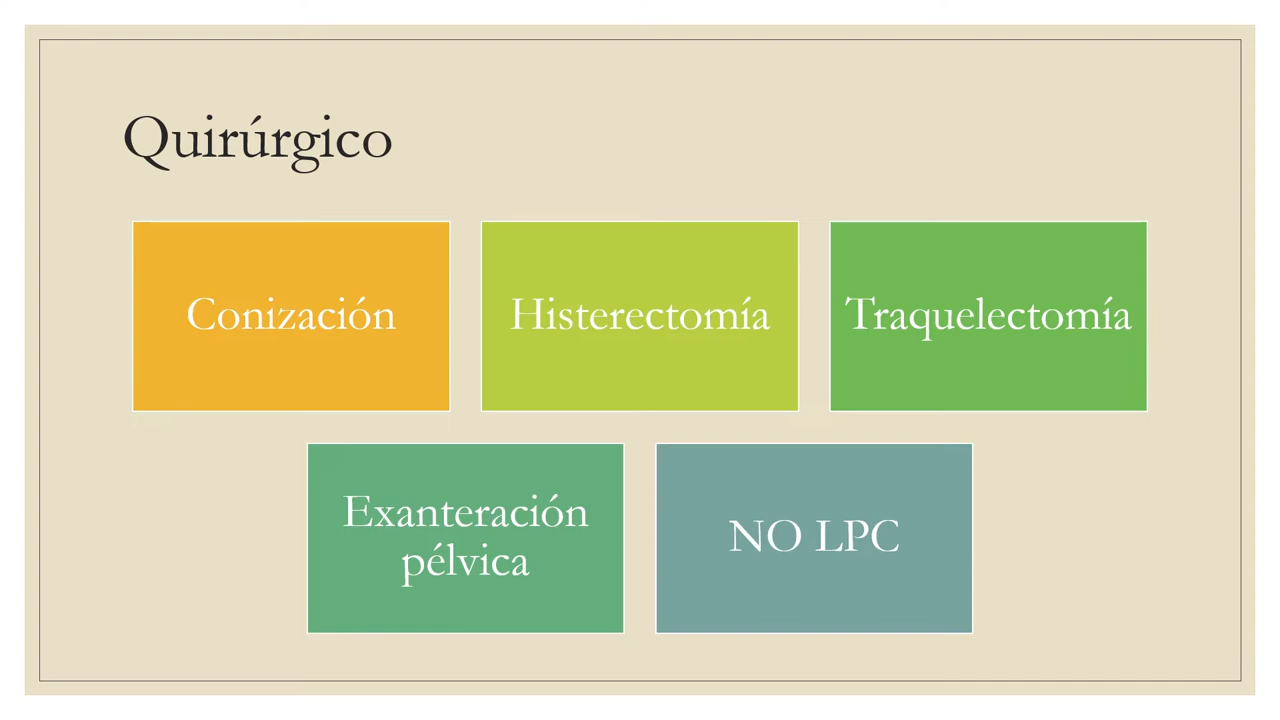 Quirúrgico
Conización
Histerectomía
Traquelectomía
Exanteración
pélvica
NO LPC